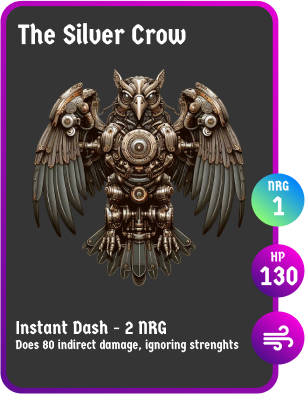 The Silver Crow
NRG
1
HP
130
Instant Dash - 2 NRG
Does 80 indirect damage, ignoring strenghts